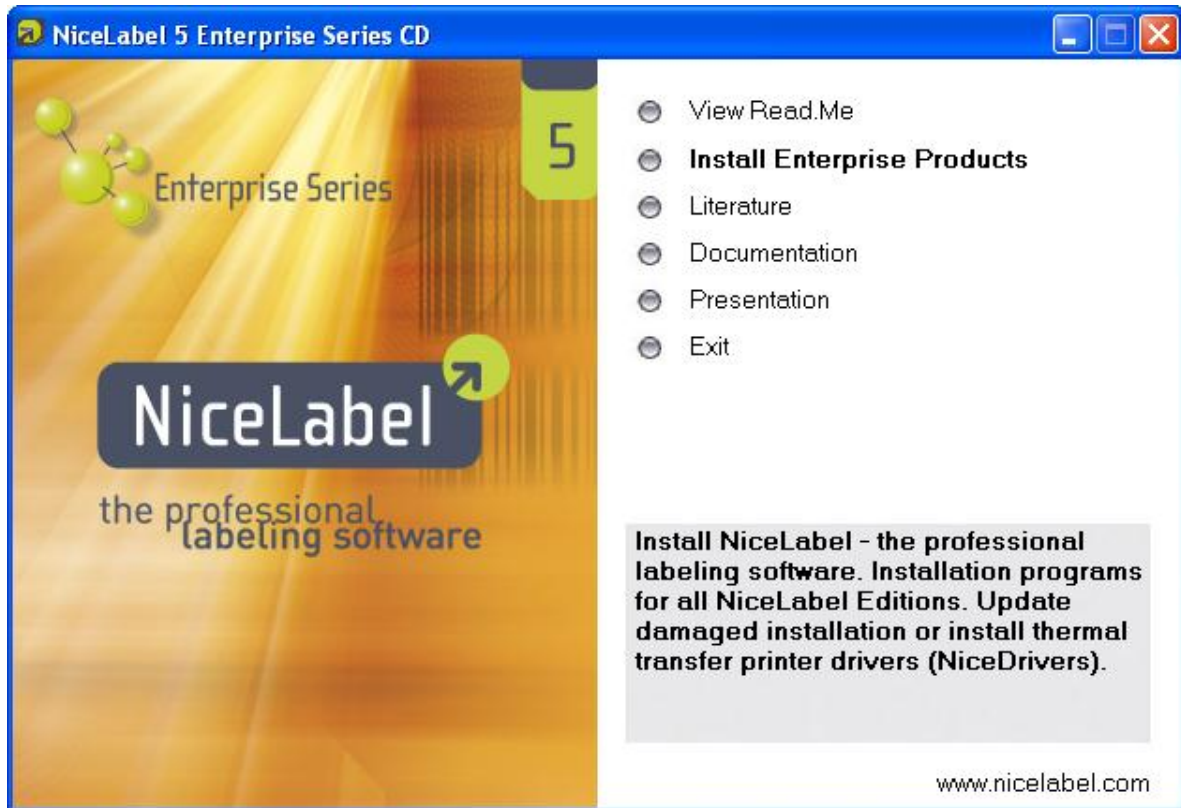 NiceLabel 5 Enterprise Series CD
5
Enterprise Series
NiceLabel
the professional
labeling software
View Read.Me
Install Enterprise Products
Literature
Documentation
Presentation
Exit
Install NiceLabel - the professional
labeling software. Installation programs
for all NiceLabel Editions. Update
damaged installation or install thermal
transfer printer drivers (NiceDrivers).
www.nicelabel.com